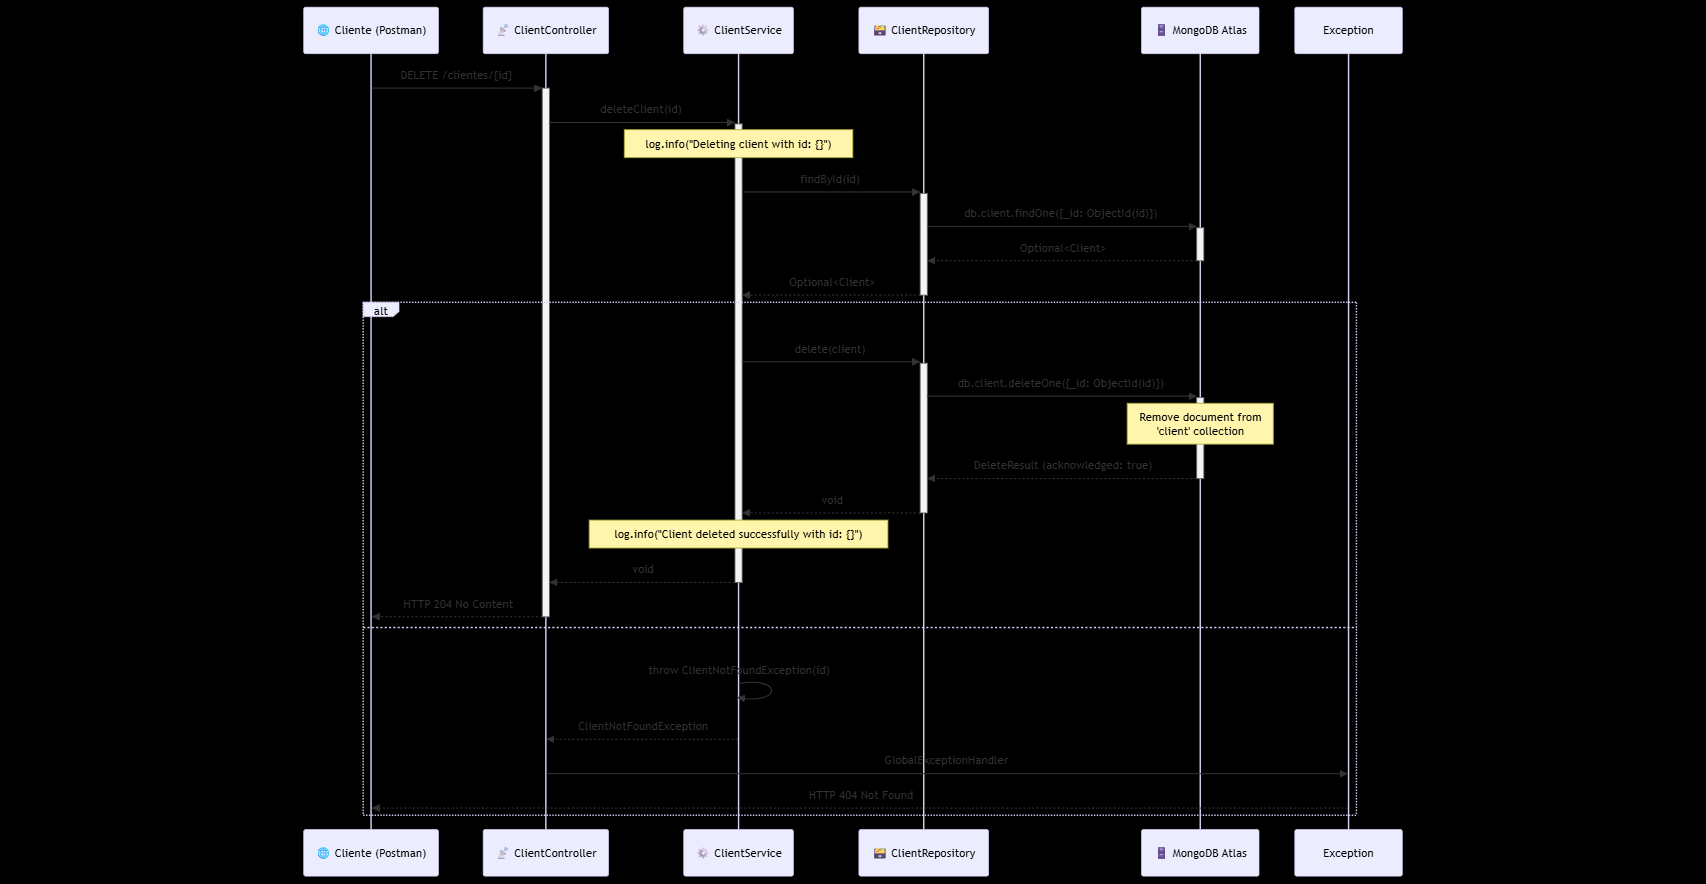 Cliente (Postman)
ClientController
ClientService
ClientRepository
MongoDB Atlas
Exception
DELETE /clientes/{id}
deleteClient(id)
log.info("Deleting client with id: {}")
findById(id)
db.client.findOne({_id: ObjectId(id)})
Optional<Client>
Optional<Client>
alt
delete(client)
db.client.deleteOne({_id: ObjectId(id)})
Remove document from
'client' collection
DeleteResult (acknowledged: true)
void
log.info("Client deleted successfully with id: {}")
void
HTTP 204 No Content
throw ClientNotFoundException(id)
ClientNotFoundException
GlobalExceptionHandler
HTTP 404 Not Found
Cliente (Postman)
ClientController
ClientService
ClientRepository
MongoDB Atlas
Exception